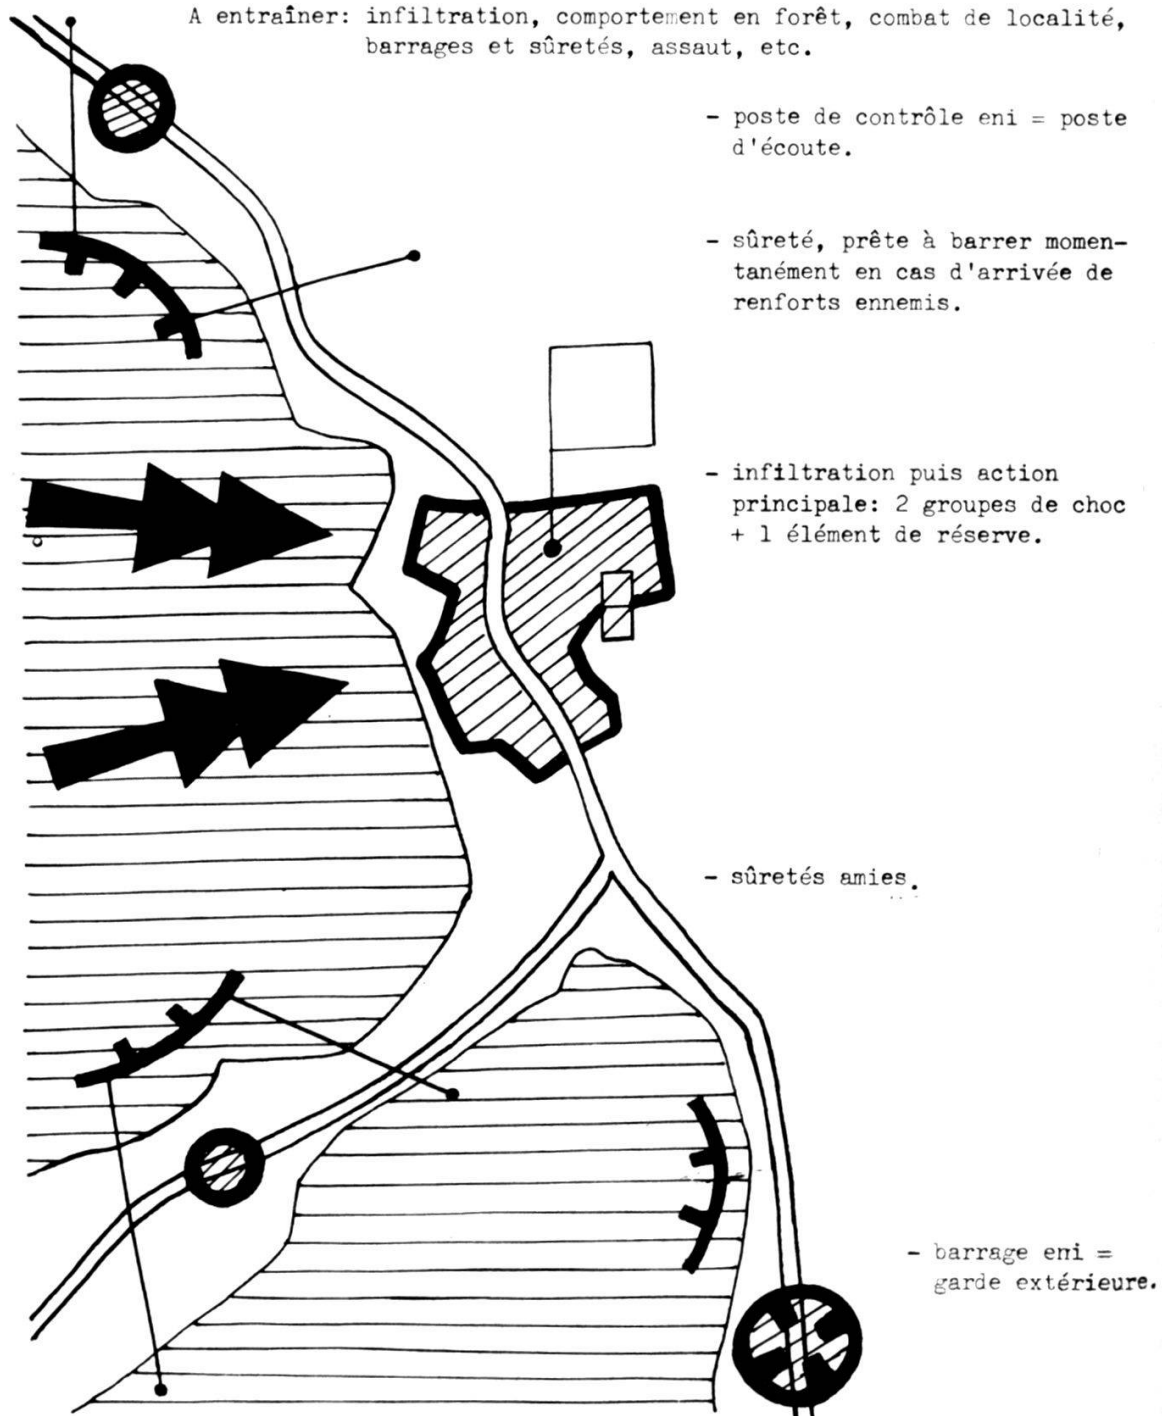 A entraîner: infiltration, comportement en forêt, combat de localité,
barrages et sûretés, assaut, etc.
- poste de contrôle eni = poste
d'écoute.
- sûreté, prête à barrer momen-
tanément en cas d'arrivée de
renforts ennemis.
- infiltration puis action
principale: 2 groupes de choc
+ 1 élément de réserve.
- sûretés amies.
- barrage eni =
garde extérieure.